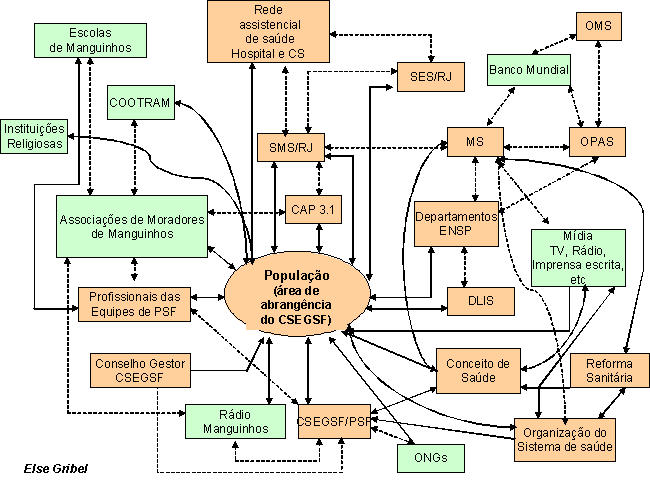 Escolas
de Manguinhos
Rede
assistencial
de saúde
Hospital e CS
OMS
Banco Mundial
SES/RJ
COOTRAM
Instituições
Religiosas
SMS/RJ
MS
OPAS
CAP 3.1
Associações de Moradores
de Manguinhos
Departamentos
ENSP
Mídia
TV, Rádio,
Imprensa escrita,
etc
População
(área de
abrangência
do CSEGSF)
Profissionais das
Equipes de PSF
DLIS
Conselho Gestor
CSEGSF
Conceito de
Saúde
Reforma
Sanitária
Rádio
Manguinhos
CSEGSF/PSF
Organização do
Sistema de saúde
ONGs
Else Gribel